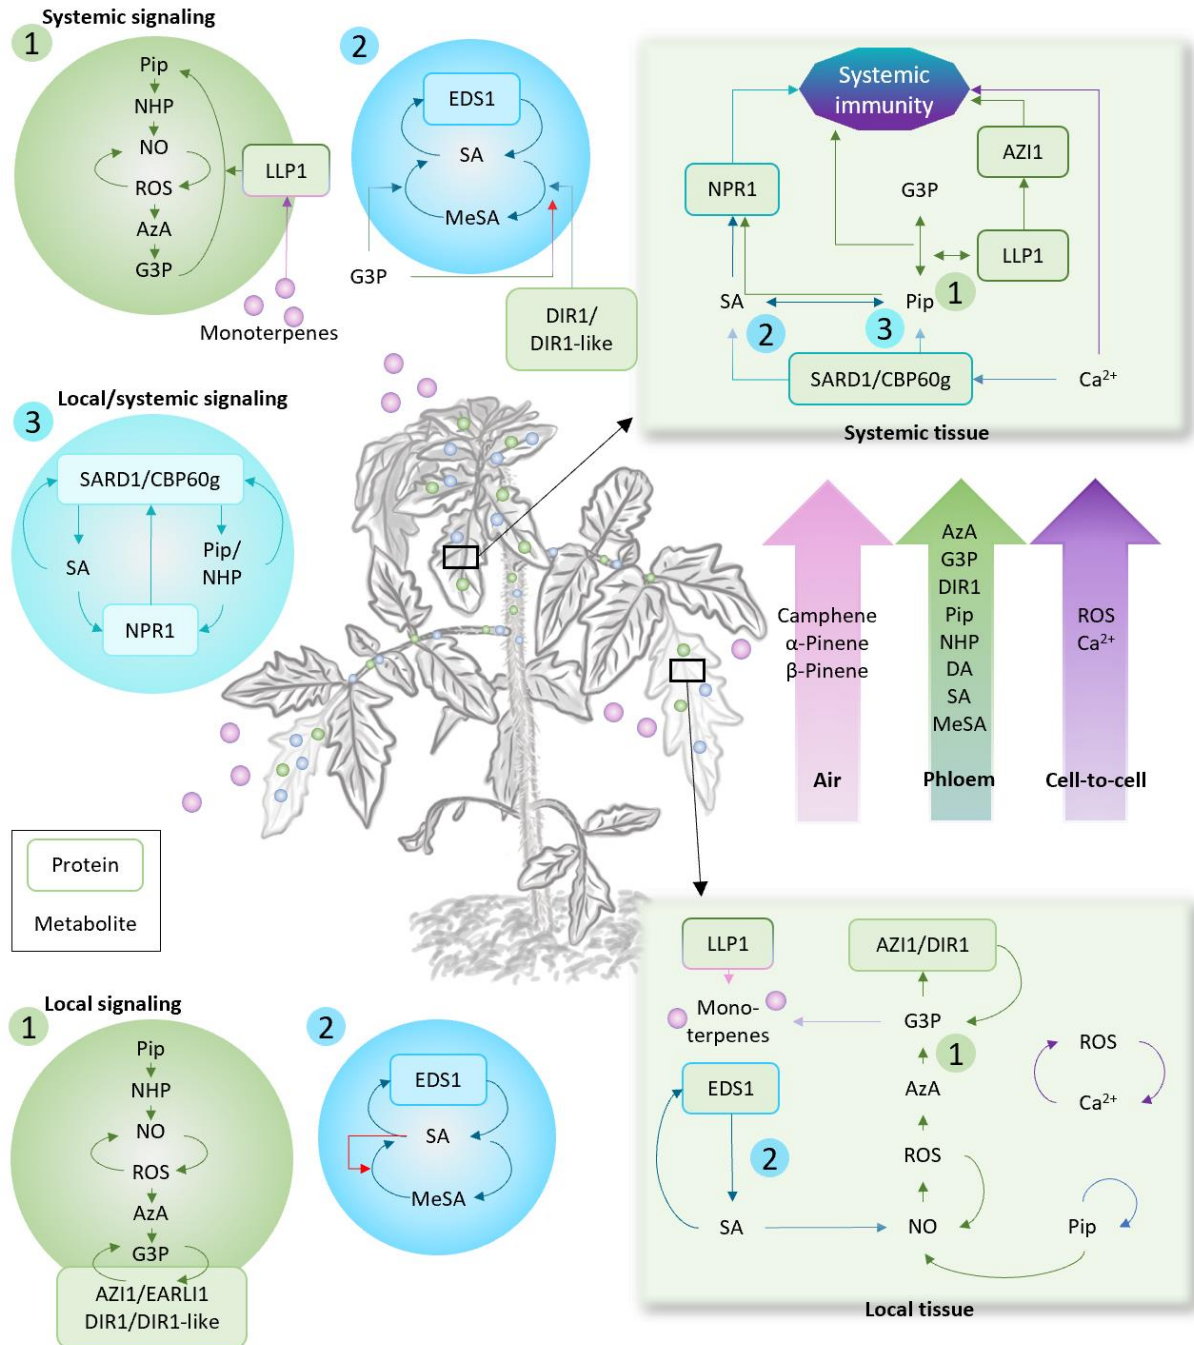 Systemic signaling
1
Pip
NHP
NO
ROS
AzA
G3P
LLP1
Monoterpenes
2
EDS1
SA
MeSA
G3P
DIR1/
DIR1-like
Systemic
immunity
AZI1
NPR1
G3P
LLP1
SA
Pip
1
2
3
SARD1/CBP60g
Ca²⁺
Systemic tissue
Local/systemic signaling
3
SARD1/CBP60g
SA
Pip/
NHP
NPR1
Camphene
α-Pinene
β-Pinene
Air
AzA
G3P
DIR1
Pip
NHP
DA
SA
MeSA
Phloem
ROS
Ca²⁺
Cell-to-cell
Protein
Metabolite
Local signaling
1
Pip
NHP
NO
ROS
AzA
G3P
AZI1/EARLI1
DIR1/DIR1-like
2
EDS1
SA
MeSA
LLP1
AZI1/DIR1
Mono-
terpenes
G3P
1
ROS
EDS1
AzA
Ca²⁺
2
ROS
SA
NO
Pip
Local tissue